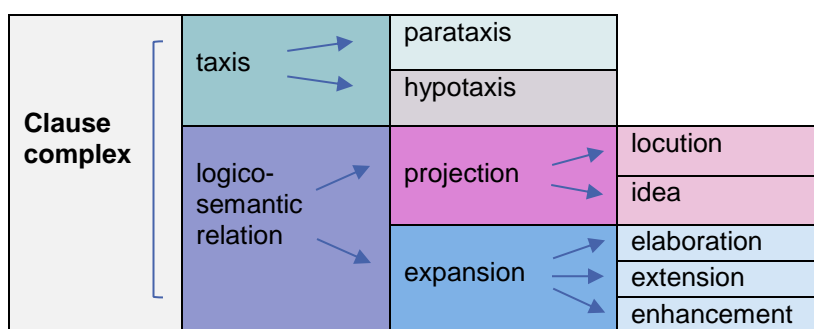 Clause
complex
taxis
parataxis
hypotaxis
logico-
semantic
relation
projection
locution
idea
expansion
elaboration
extension
enhancement